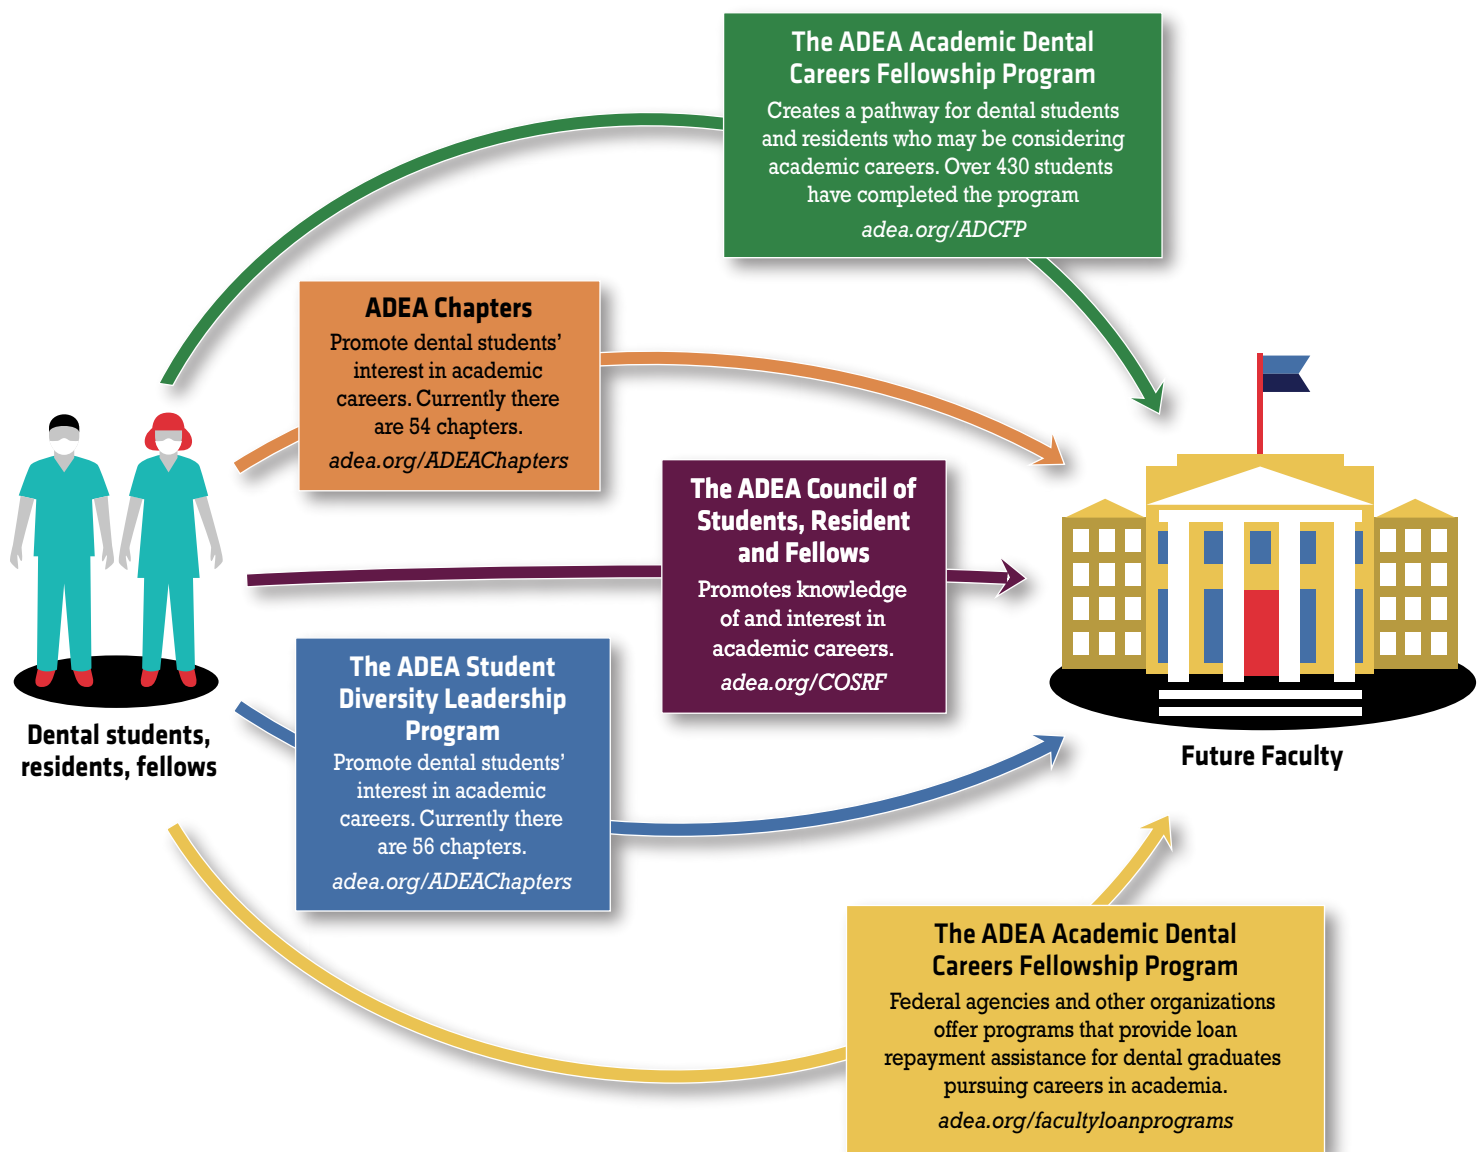 The ADEA Academic Dental
Careers Fellowship Program
Creates a pathway for dental students
and residents who may be considering
academic careers. Over 430 students
have completed the program
adea.org/ADCFP
ADEA Chapters
Promote dental students’
interest in academic
careers. Currently there
are 54 chapters.
adea.org/ADEAChapters
The ADEA Council of
Students, Resident
and Fellows
Promotes knowledge
of and interest in
academic careers.
adea.org/COSRF
The ADEA Student
Diversity Leadership
Program
Promote dental students’
interest in academic
careers. Currently there
are 56 chapters.
adea.org/ADEAChapters
Dental students,
residents, fellows
Future Faculty
The ADEA Academic Dental
Careers Fellowship Program
Federal agencies and other organizations
offer programs that provide loan
repayment assistance for dental graduates
pursuing careers in academia.
adea.org/facultyloanprograms